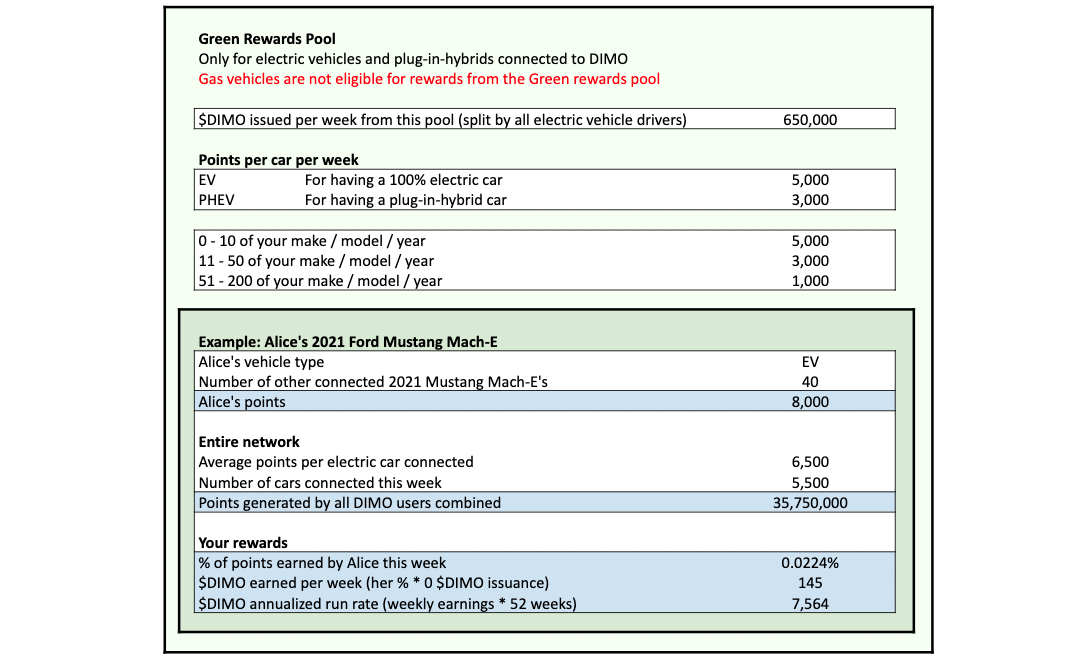 Green Rewards Pool
Only for electric vehicles and plug-in-hybrids connected to DIMO
Gas vehicles are not eligible for rewards from the Green rewards pool
$DIMO issued per week from this pool (split by all electric vehicle drivers) 650,000
Points per car per week
EV For having a 100% electric car 5,000
PHEV For having a plug-in-hybrid car 3,000
0 - 10 of your make / model / year 5,000
11 - 50 of your make / model / year 3,000
51 - 200 of your make / model / year 1,000
Example: Alice's 2021 Ford Mustang Mach-E
Alice's vehicle type EV
Number of other connected 2021 Mustang Mach-E's 40
Alice's points 8,000
Entire network
Average points per electric car connected 6,500
Number of cars connected this week 5,500
Points generated by all DIMO users combined 35,750,000
Your rewards
% of points earned by Alice this week 0.0224%
$DIMO earned per week (her % * 0 $DIMO issuance) 145
$DIMO annualized run rate (weekly earnings * 52 weeks) 7,564